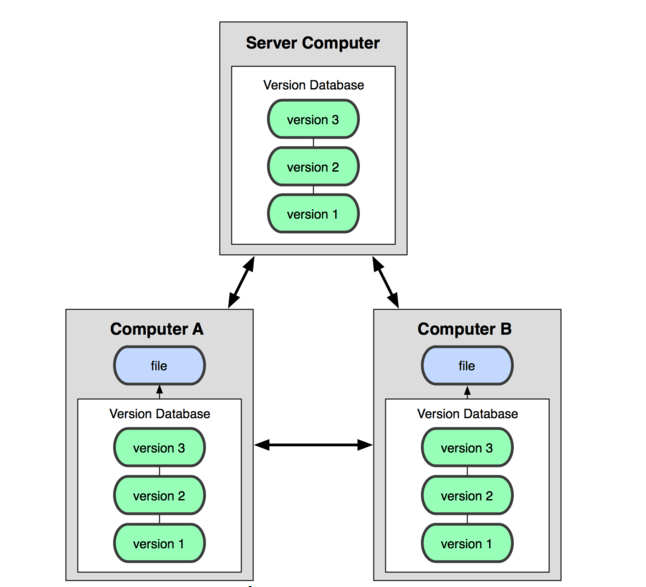 Server Computer
Version Database
version 3
version 2
version 1
Computer A
file
Version Database
version 3
version 2
version 1
Computer B
file
Version Database
version 3
version 2
version 1